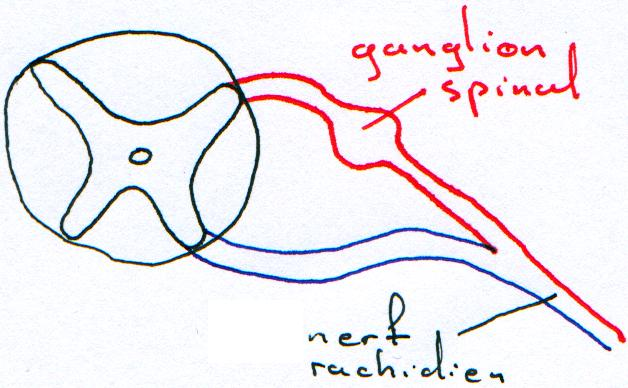 ganglion
spinal
nerf
rachidien